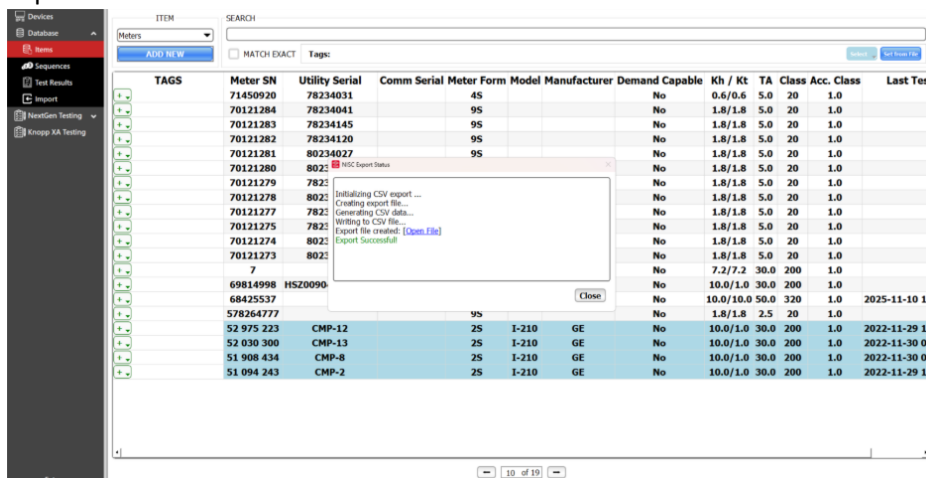 Devices
Database
Items
Sequences
Test Results
Import
NextGen Testing
Knopp XA Testing
ITEM
SEARCH
Meters
ADD NEW
MATCH EXACT Tags:
Select
Set from File
TAGS Meter SN Utility Serial Comm Serial Meter Form Model Manufacturer Demand Capable Kh / Kt TA Class Acc. Class Last Tes
71450920 78234031 4S No 0.6/0.6 5.0 20 1.0
70121284 78234041 9S No 1.8/1.8 5.0 20 1.0
70121283 78234145 9S No 1.8/1.8 5.0 20 1.0
70121282 78234120 9S No 1.8/1.8 5.0 20 1.0
70121281 80234027 9S No 1.8/1.8 5.0 20 1.0
70121280 8023 No 1.8/1.8 5.0 20 1.0
70121279 7823 No 1.8/1.8 5.0 20 1.0
70121278 8023 No 1.8/1.8 5.0 20 1.0
70121277 7823 No 1.8/1.8 5.0 20 1.0
70121275 7823 No 1.8/1.8 5.0 20 1.0
70121274 8023 No 1.8/1.8 5.0 20 1.0
70121273 8023 No 1.8/1.8 5.0 20 1.0
7 No 7.2/7.2 30.0 200 1.0
69814998 HSZ0090 No 10.0/1.0 30.0 200 1.0
68425537 No 10.0/10.0 50.0 320 1.0 2025-11-10 1
578264777 9S No 1.8/1.8 2.5 20 1.0
52 975 223 CMP-12 2S I-210 GE No 10.0/1.0 30.0 200 1.0 2022-11-29 1
52 030 300 CMP-13 2S I-210 GE No 10.0/1.0 30.0 200 1.0 2022-11-30 0
51 908 434 CMP-8 2S I-210 GE No 10.0/1.0 30.0 200 1.0 2022-11-30 0
51 094 243 CMP-2 2S I-210 GE No 10.0/1.0 30.0 200 1.0 2022-11-29 1
NISC Export Status
Initializing CSV export ...
Creating export file...
Generating CSV data...
Writing to CSV file...
Export file created: [Open File]
Export Successful!
Close
10 of 19